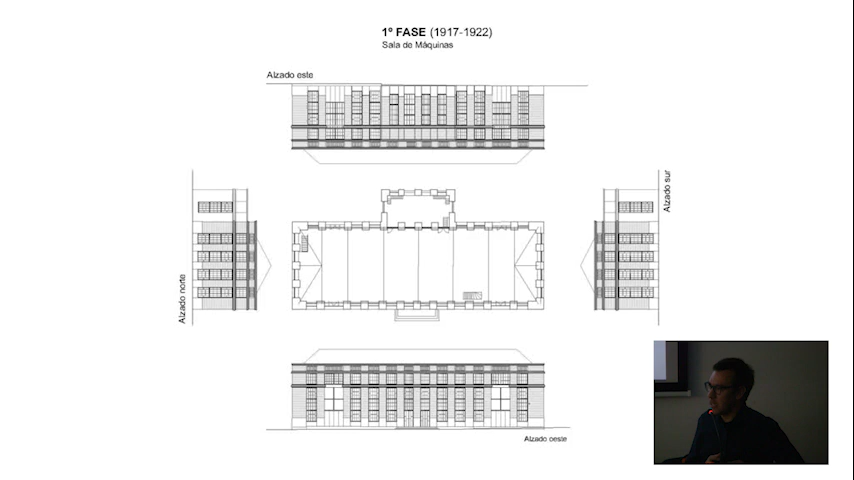 1º FASE (1917-1922)
Sala de Máquinas
Alzado este
Alzado sur
Alzado norte
Alzado oeste